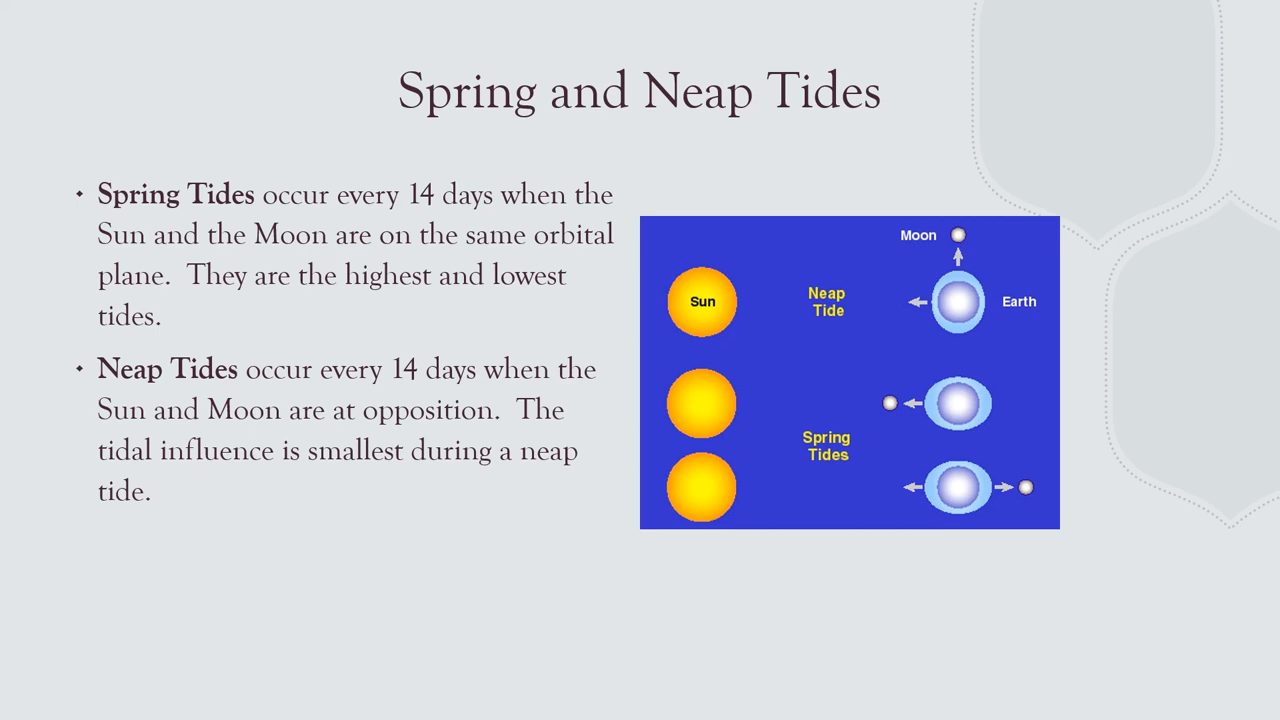 Spring and Neap Tides
Spring Tides occur every 14 days when the
Sun and the Moon are on the same orbital
plane. They are the highest and lowest
tides.
Neap Tides occur every 14 days when the
Sun and Moon are at opposition. The
tidal influence is smallest during a neap
tide.
Moon
Sun
Neap
Tide
Earth
Spring
Tides